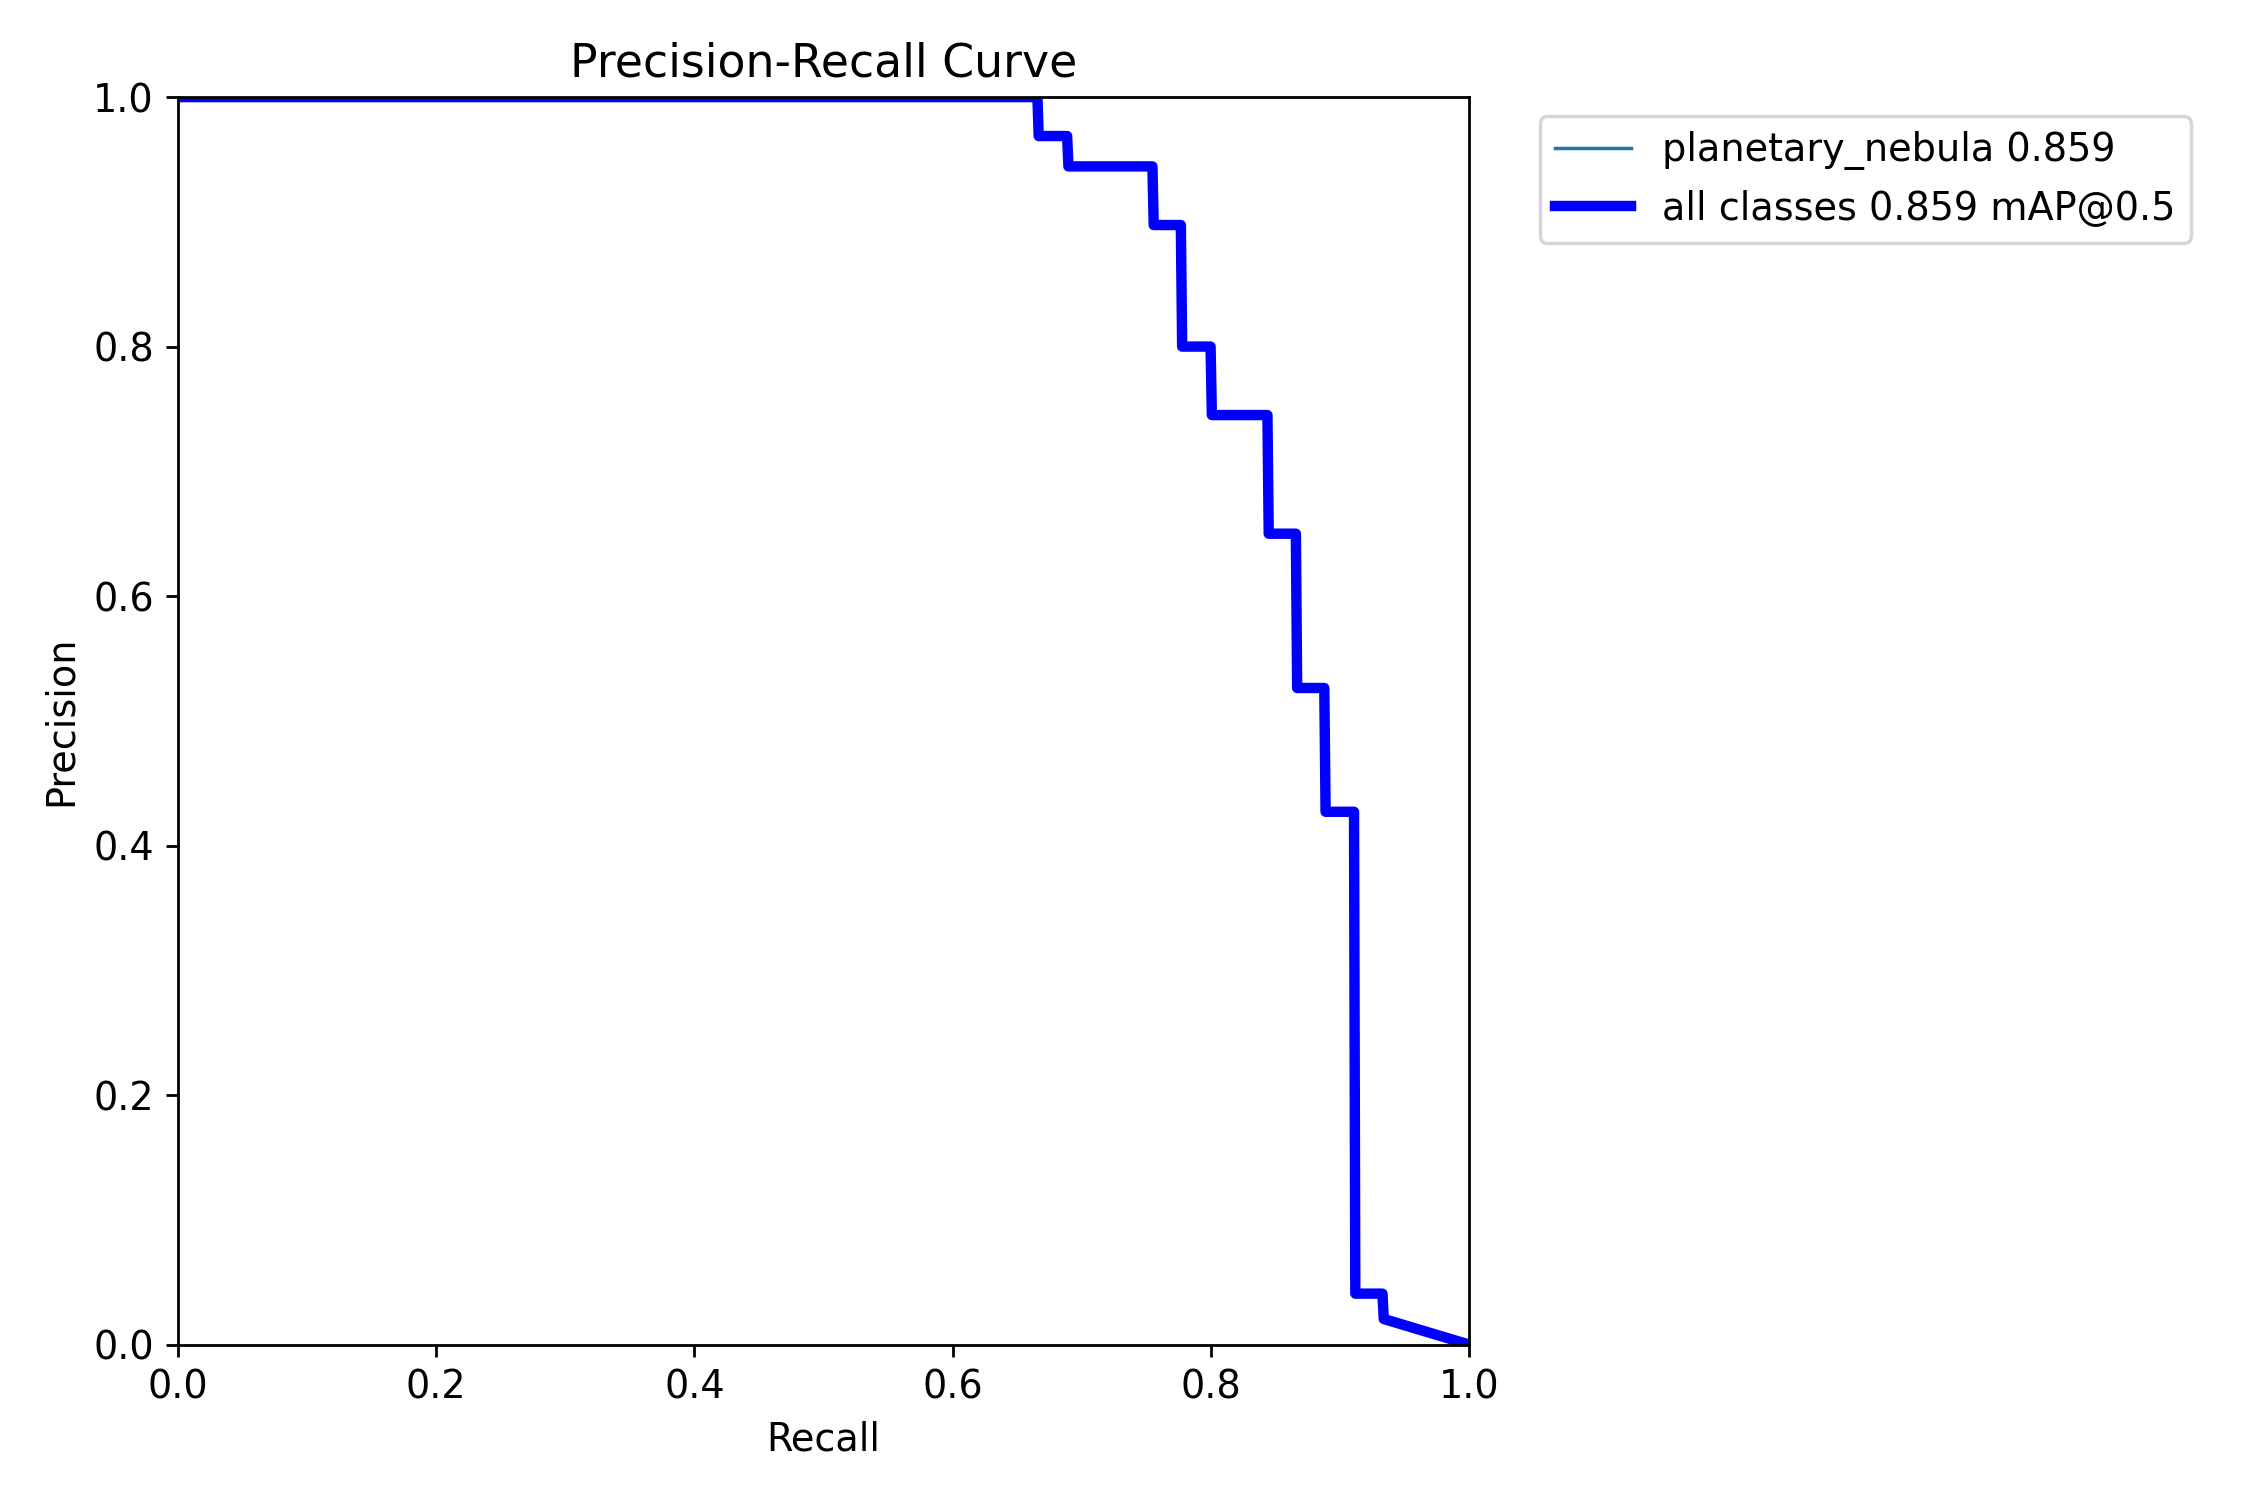 Precision-Recall Curve
1.0
0.8
0.6
0.4
0.2
0.0
Precision
0.0 0.2 0.4 0.6 0.8 1.0
Recall
planetary_nebula 0.859
all classes 0.859 mAP@0.5